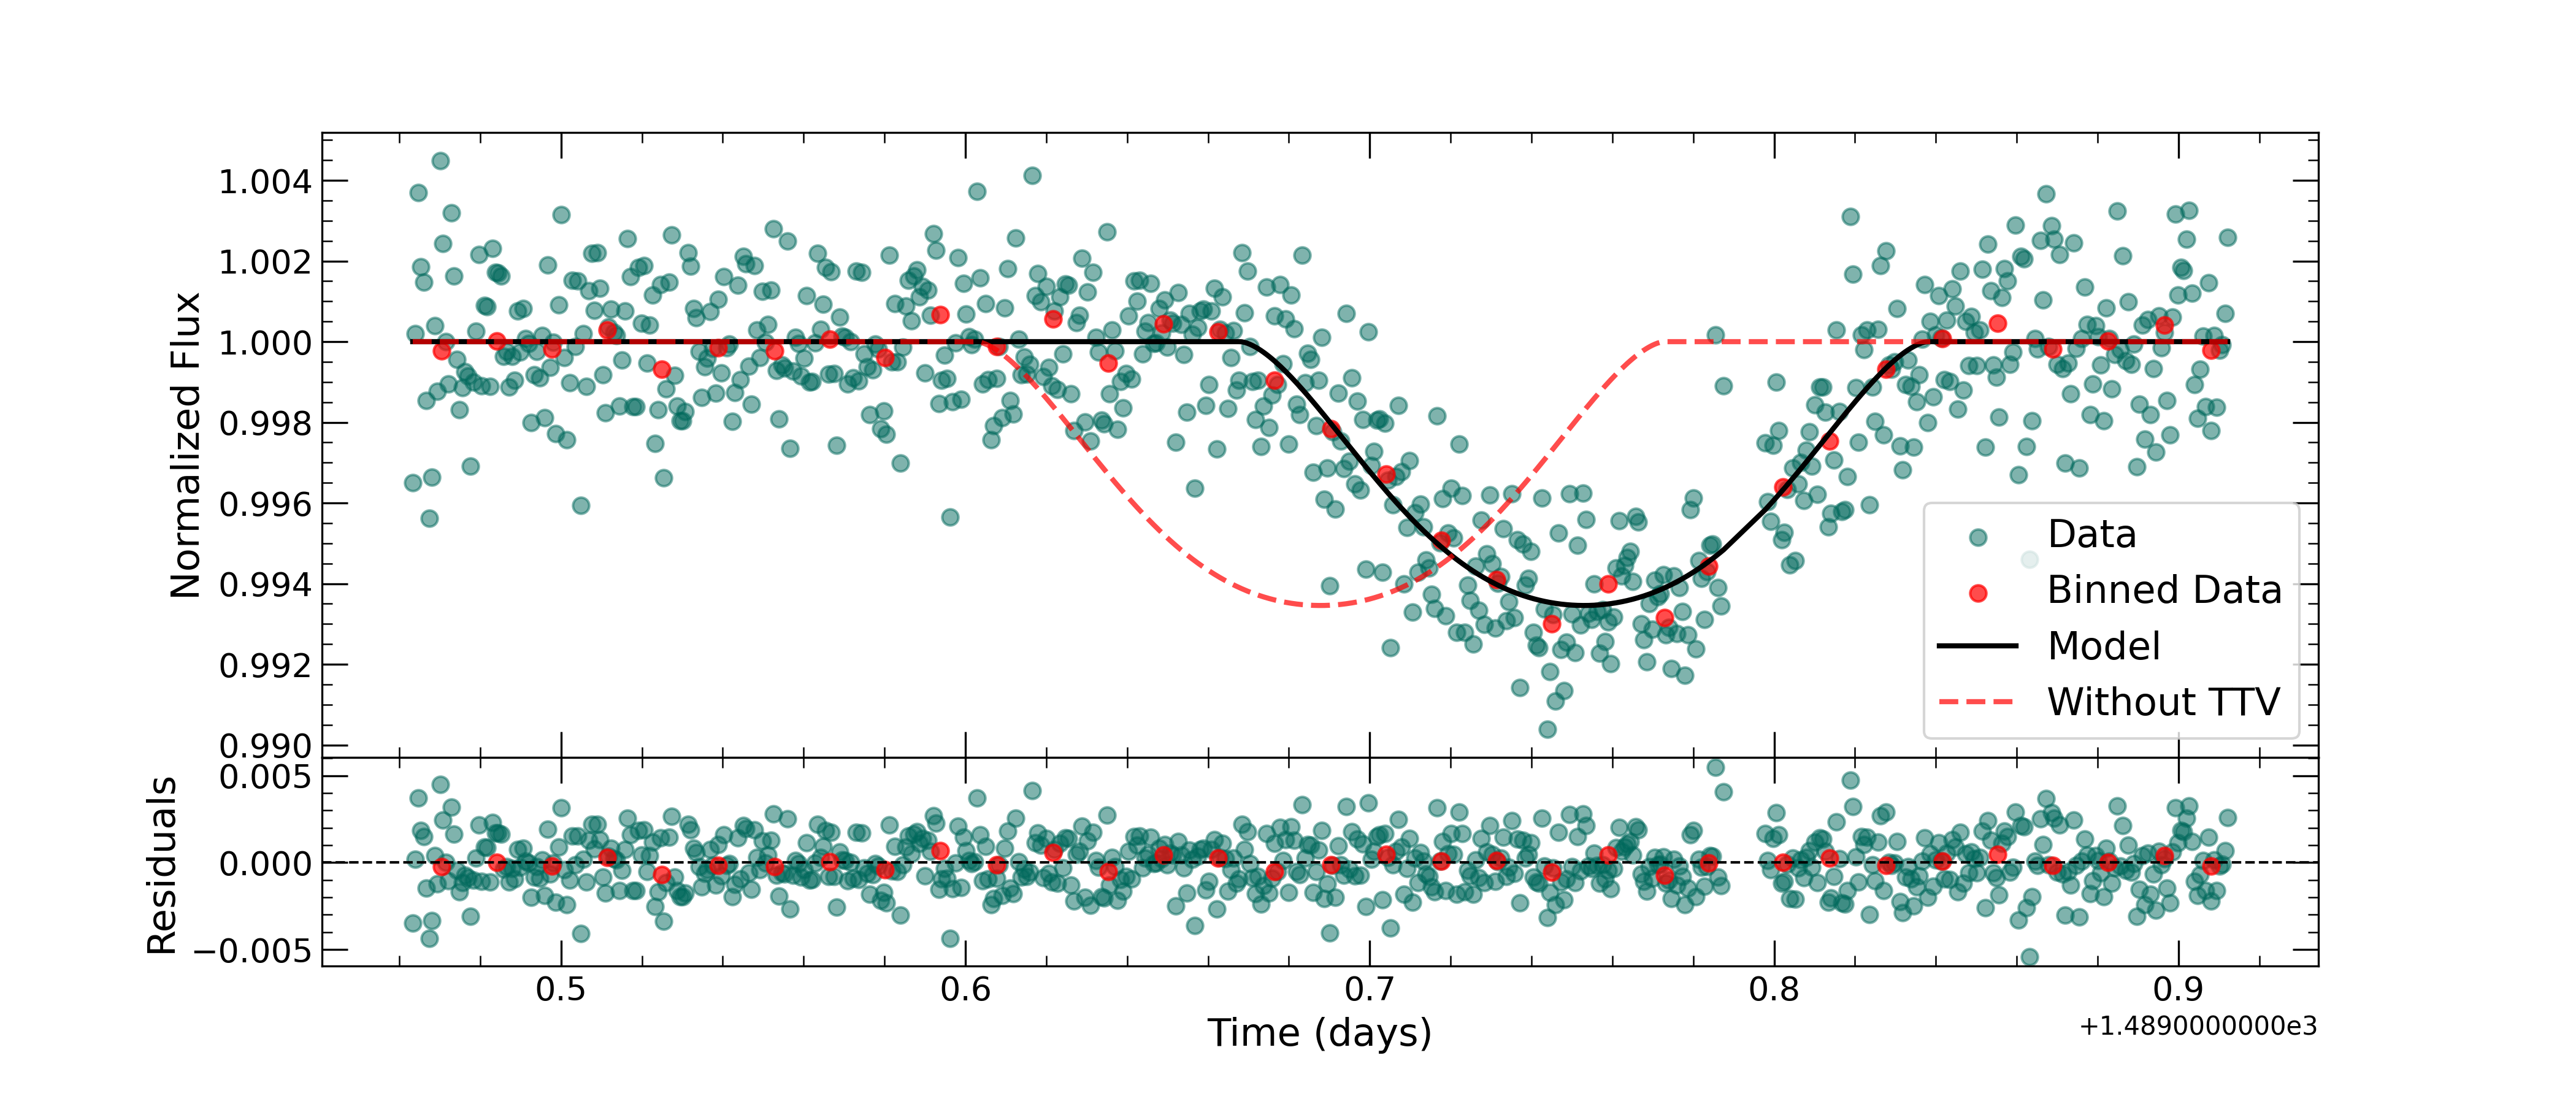 1.004
1.002
1.000
0.998
0.996
0.994
0.992
0.990
Normalized Flux
Data
Binned Data
Model
Without TTV
0.005
0.000
−0.005
Residuals
0.5 0.6 0.7 0.8 0.9
Time (days)
+1.4890000000e3